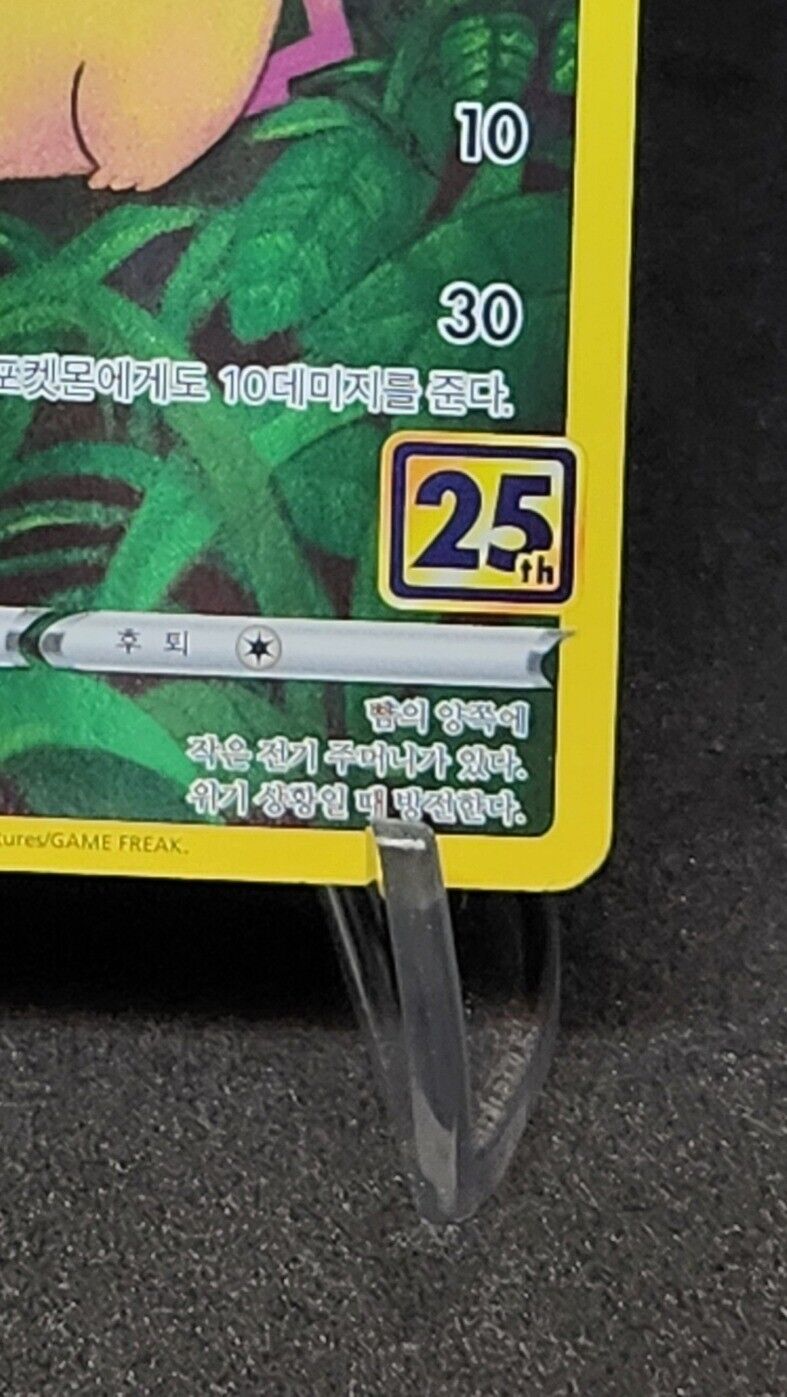 10
30
포켓몬에게도 10데미지를 준다.
25th
후퇴
뺨의 양쪽에
작은 전기 주머니가 있다.
위기 상황일 때 방전한다.
tures/GAME FREAK.